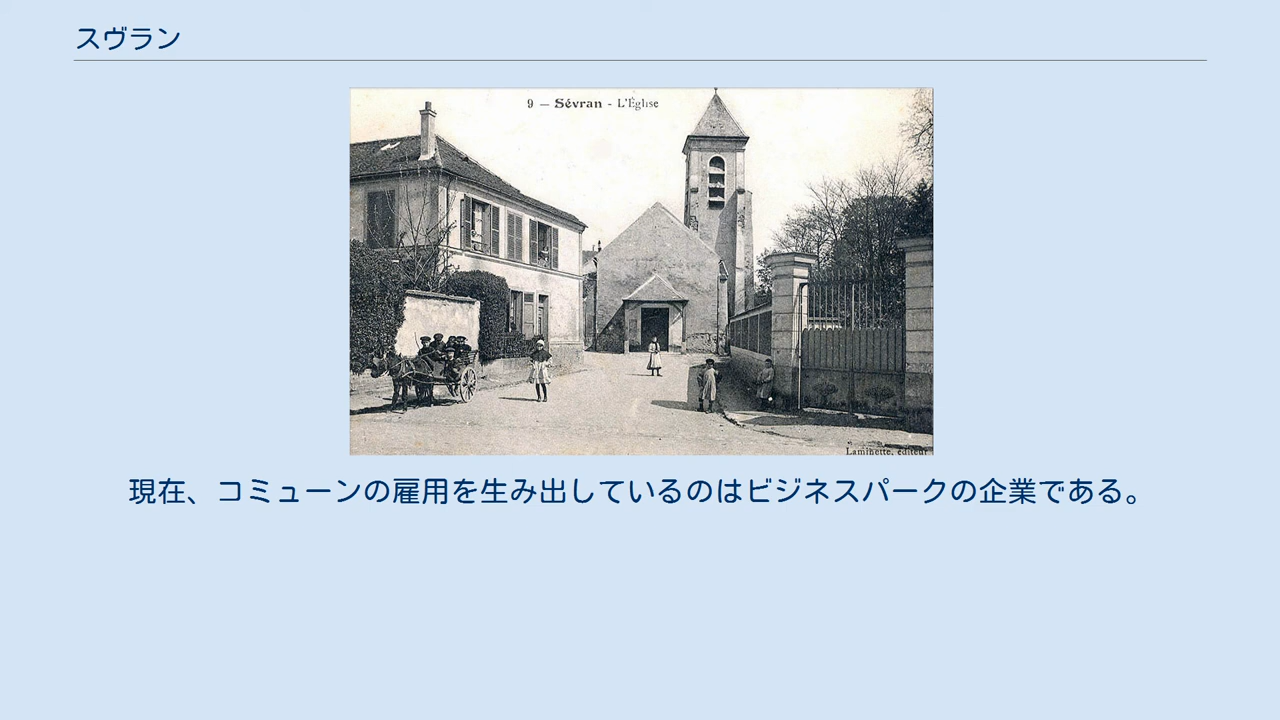 スヴラン
9 — Sévran - L'Église
Laminette, éditeur
現在、コミューンの雇用を生み出しているのはビジネスパークの企業である。